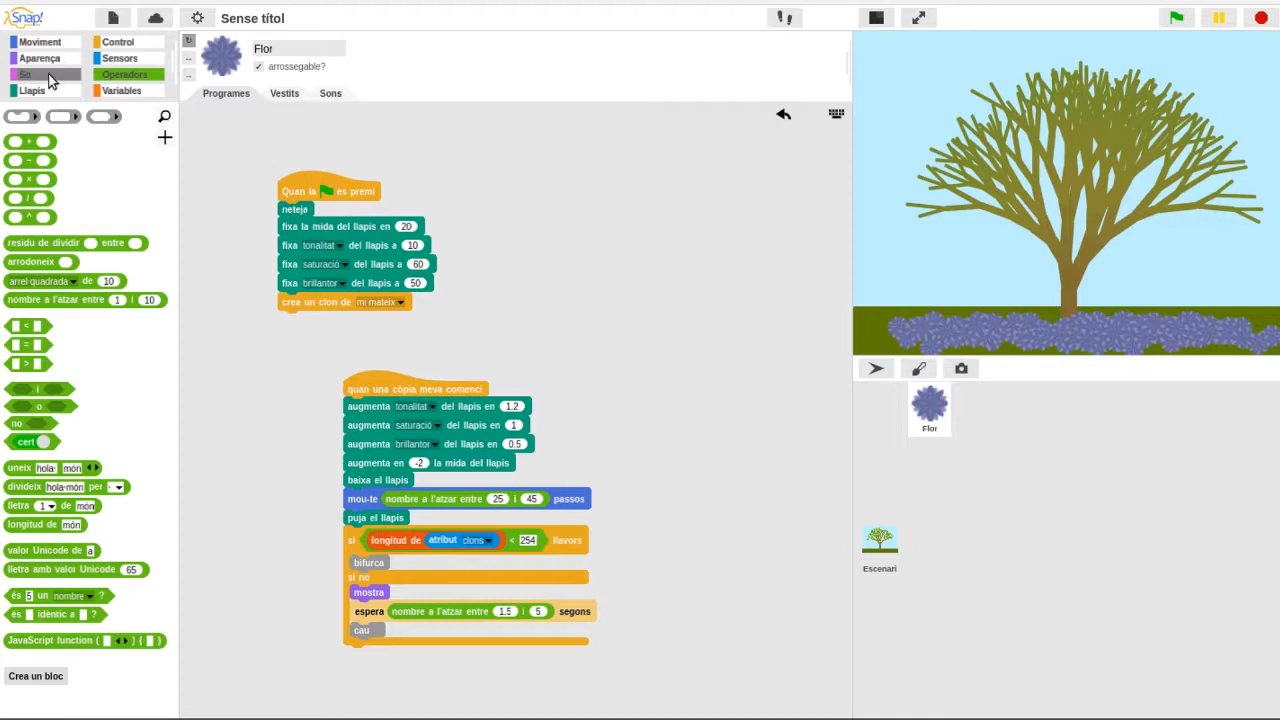 Snap!
Sense títol
Moviment
Control
Aparença
Sensors
So
Operadors
Llapis
Variables
Flor
arrossegable?
Programes
Vestits
Sons
+
−
×
/
^
residu de dividir entre
arrodoneix
arrel quadrada de 10
nombre a l'atzar entre 1 i 10
<
=
>
i
o
no
cert
uneix hola· món
divideix hola·món per ·
lletra 1 de món
longitud de món
valor Unicode de a
lletra amb valor Unicode 65
és 5 un nombre ?
és idèntic a ?
JavaScript function ( ) { }
Crea un bloc
Quan la es premi
neteja
fixa la mida del llapis en 20
fixa tonalitat del llapis a 10
fixa saturació del llapis a 60
fixa brillantor del llapis a 50
crea un clon de mi mateix
quan una còpia meva comenci
augmenta tonalitat del llapis en 1.2
augmenta saturació del llapis en 1
augmenta brillantor del llapis en 0.5
augmenta en -2 la mida del llapis
baixa el llapis
mou-te nombre a l'atzar entre 25 i 45 passos
puja el llapis
si longitud de atribut clons < 254 llavors
bifurca
si no
mostra
espera nombre a l'atzar entre 1.5 i 5 segons
cau
Flor
Escenari